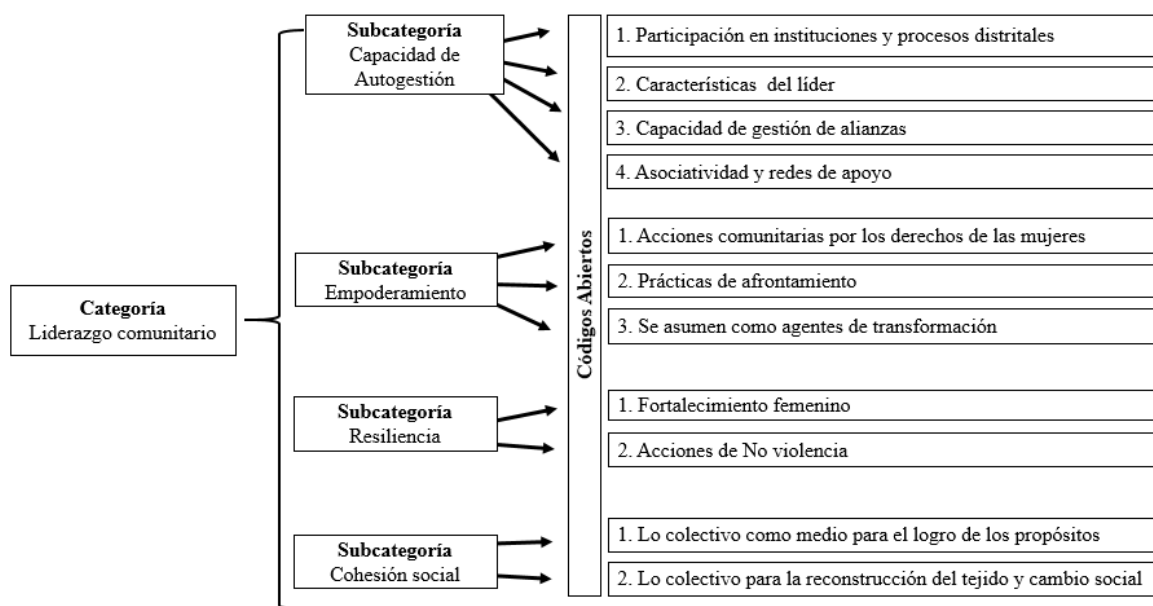 Categoría
Liderazgo comunitario
Subcategoría
Capacidad de
Autogestión
Subcategoría
Empoderamiento
Subcategoría
Resiliencia
Subcategoría
Cohesión social
Códigos Abiertos
1. Participación en instituciones y procesos distritales
2. Características del líder
3. Capacidad de gestión de alianzas
4. Asociatividad y redes de apoyo
1. Acciones comunitarias por los derechos de las mujeres
2. Prácticas de afrontamiento
3. Se asumen como agentes de transformación
1. Fortalecimiento femenino
2. Acciones de No violencia
1. Lo colectivo como medio para el logro de los propósitos
2. Lo colectivo para la reconstrucción del tejido y cambio social